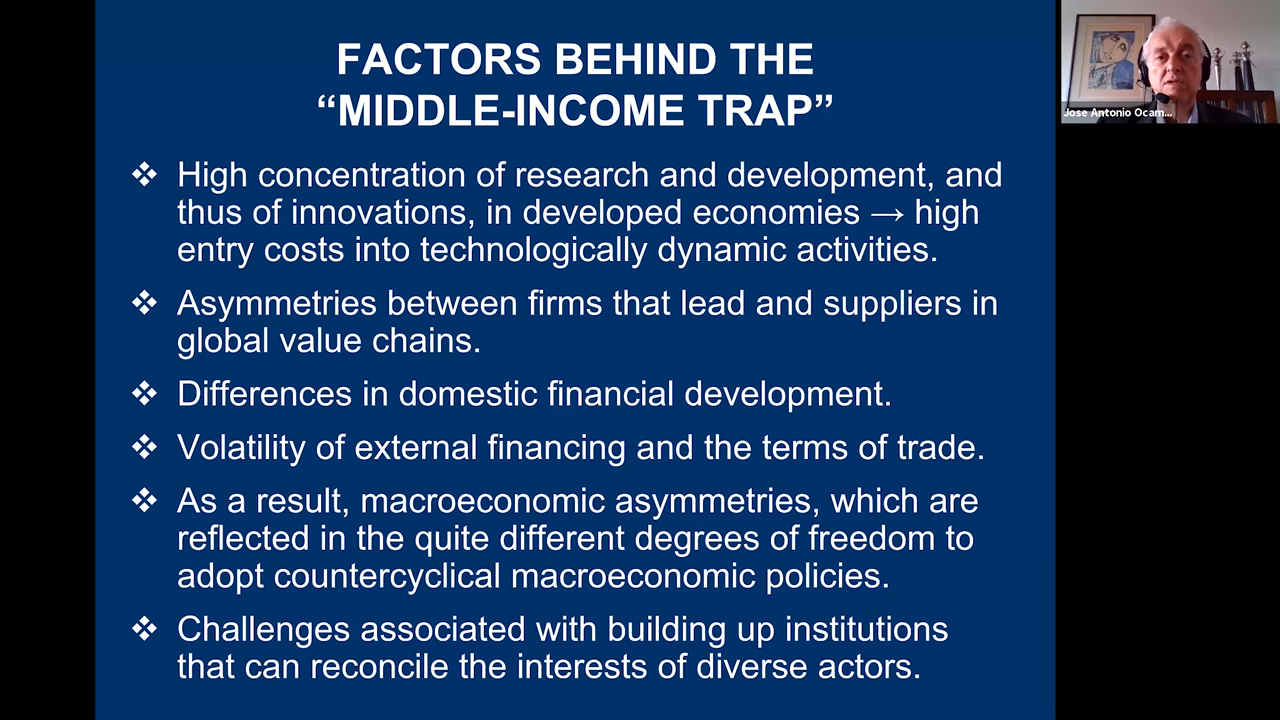 FACTORS BEHIND THE
“MIDDLE-INCOME TRAP”
❖ High concentration of research and development, and
thus of innovations, in developed economies → high
entry costs into technologically dynamic activities.
❖ Asymmetries between firms that lead and suppliers in
global value chains.
❖ Differences in domestic financial development.
❖ Volatility of external financing and the terms of trade.
❖ As a result, macroeconomic asymmetries, which are
reflected in the quite different degrees of freedom to
adopt countercyclical macroeconomic policies.
❖ Challenges associated with building up institutions
that can reconcile the interests of diverse actors.
Jose Antonio Ocam...